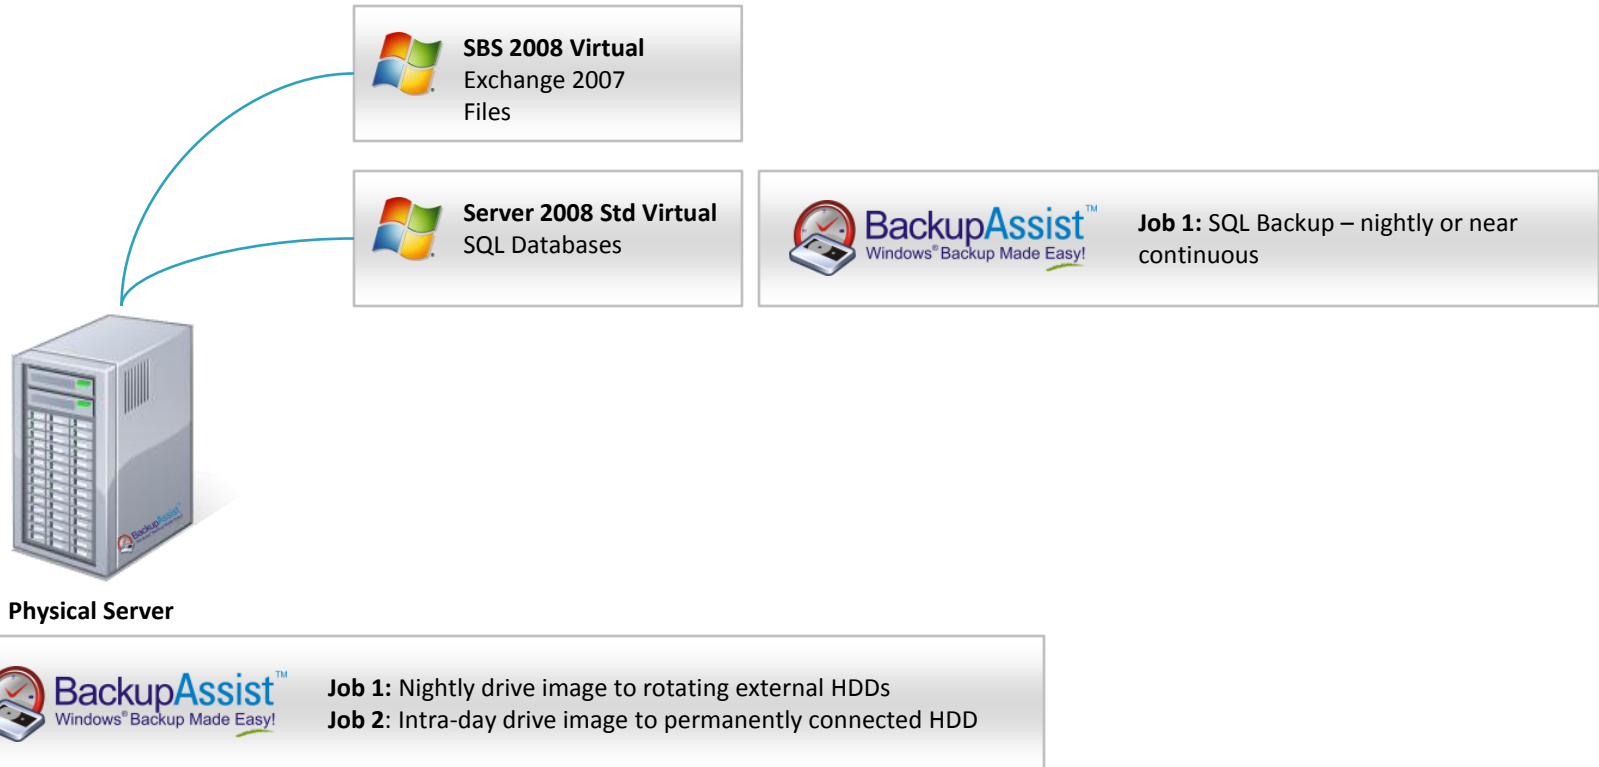 SBS 2008 Virtual
Exchange 2007
Files
Server 2008 Std Virtual
SQL Databases
BackupAssist™
Windows® Backup Made Easy!
Job 1: SQL Backup – nightly or near
continuous
BackupAssist
Physical Server
BackupAssist™
Windows® Backup Made Easy!
Job 1: Nightly drive image to rotating external HDDs
Job 2: Intra-day drive image to permanently connected HDD